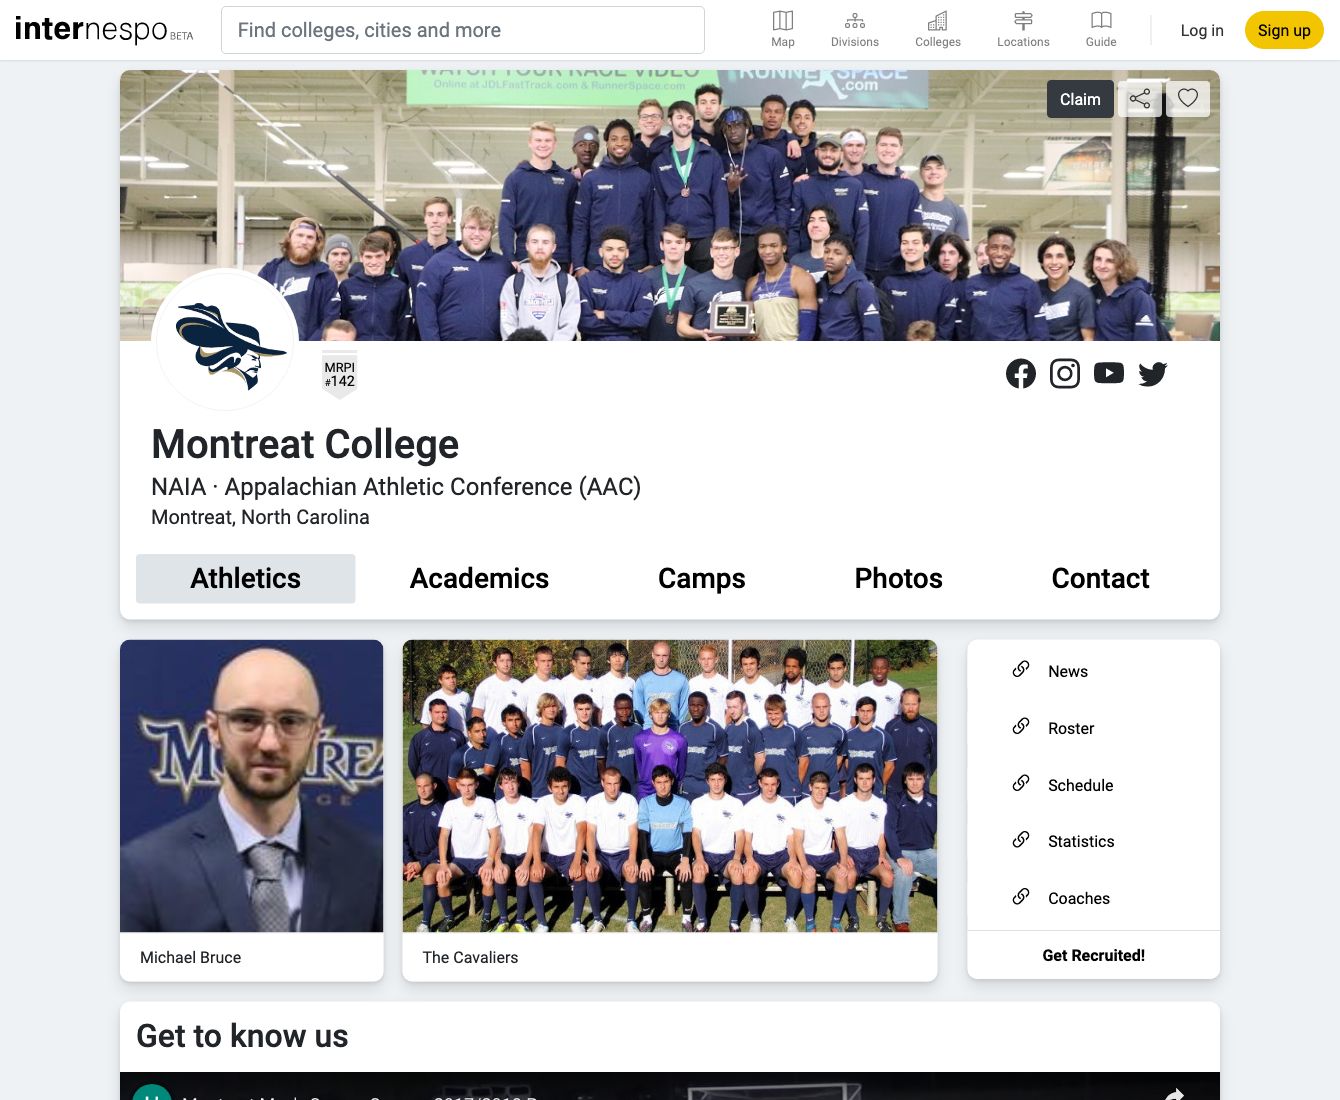 internespo BETA
Find colleges, cities and more
Map
Divisions
Colleges
Locations
Guide
Log in
Sign up
WATCH YOUR RACE VIDEO
Online at JDLFastTrack.com & RunnerSpace.com
RUNNERSPACE
.com
Claim
MRPI
#142
Montreat College
NAIA · Appalachian Athletic Conference (AAC)
Montreat, North Carolina
Athletics
Academics
Camps
Photos
Contact
Michael Bruce
The Cavaliers
News
Roster
Schedule
Statistics
Coaches
Get Recruited!
Get to know us